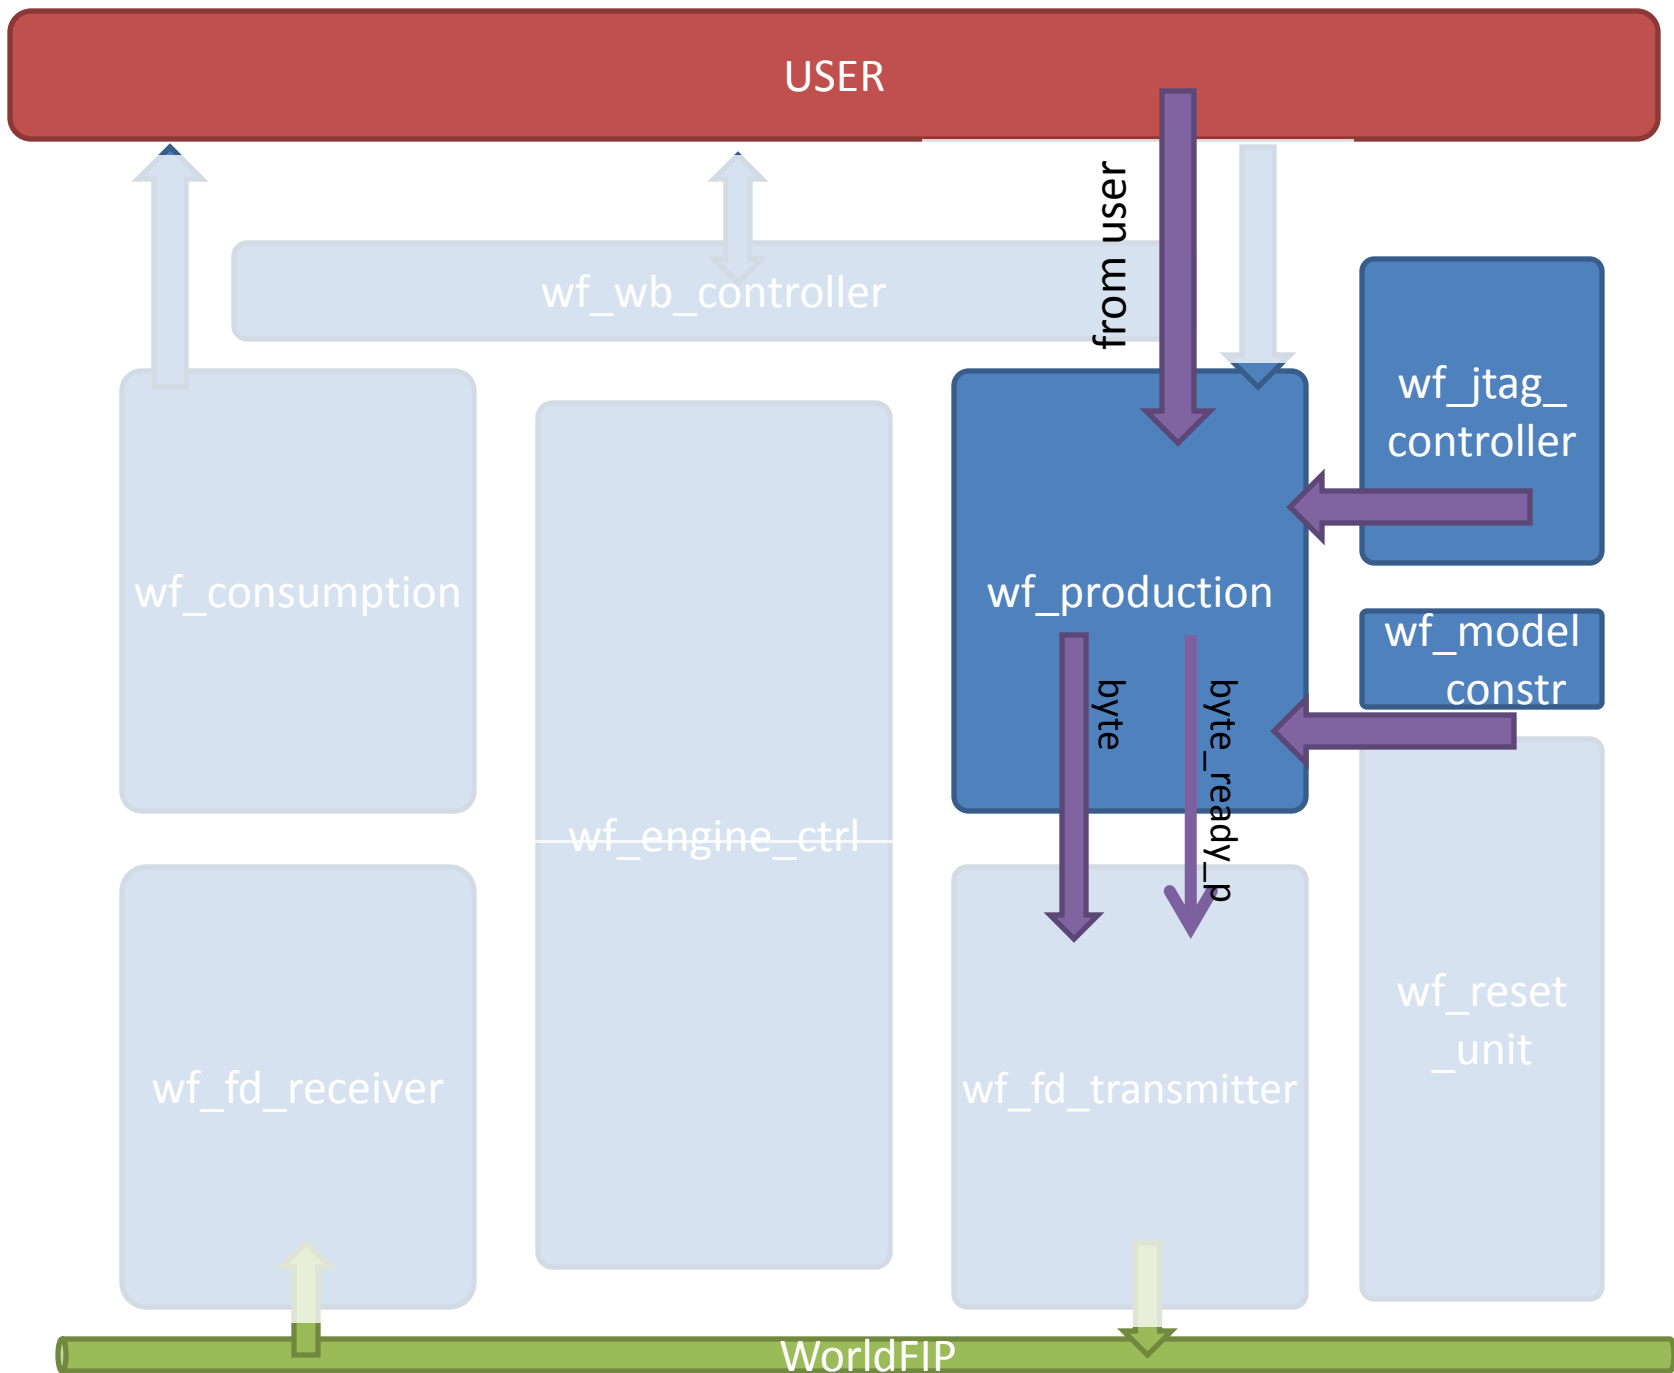 USER
from user
wf_wb_controller
wf_jtag_
controller
wf_consumption
wf_production
wf_model
constr
byte
byte_ready_p
wf_engine_ctrl
wf_reset
_unit
wf_fd_receiver
wf_fd_transmitter
WorldFIP